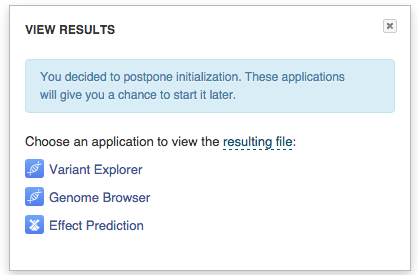 VIEW RESULTS
You decided to postpone initialization. These applications
will give you a chance to start it later.
Choose an application to view the resulting file:
Variant Explorer
Genome Browser
Effect Prediction